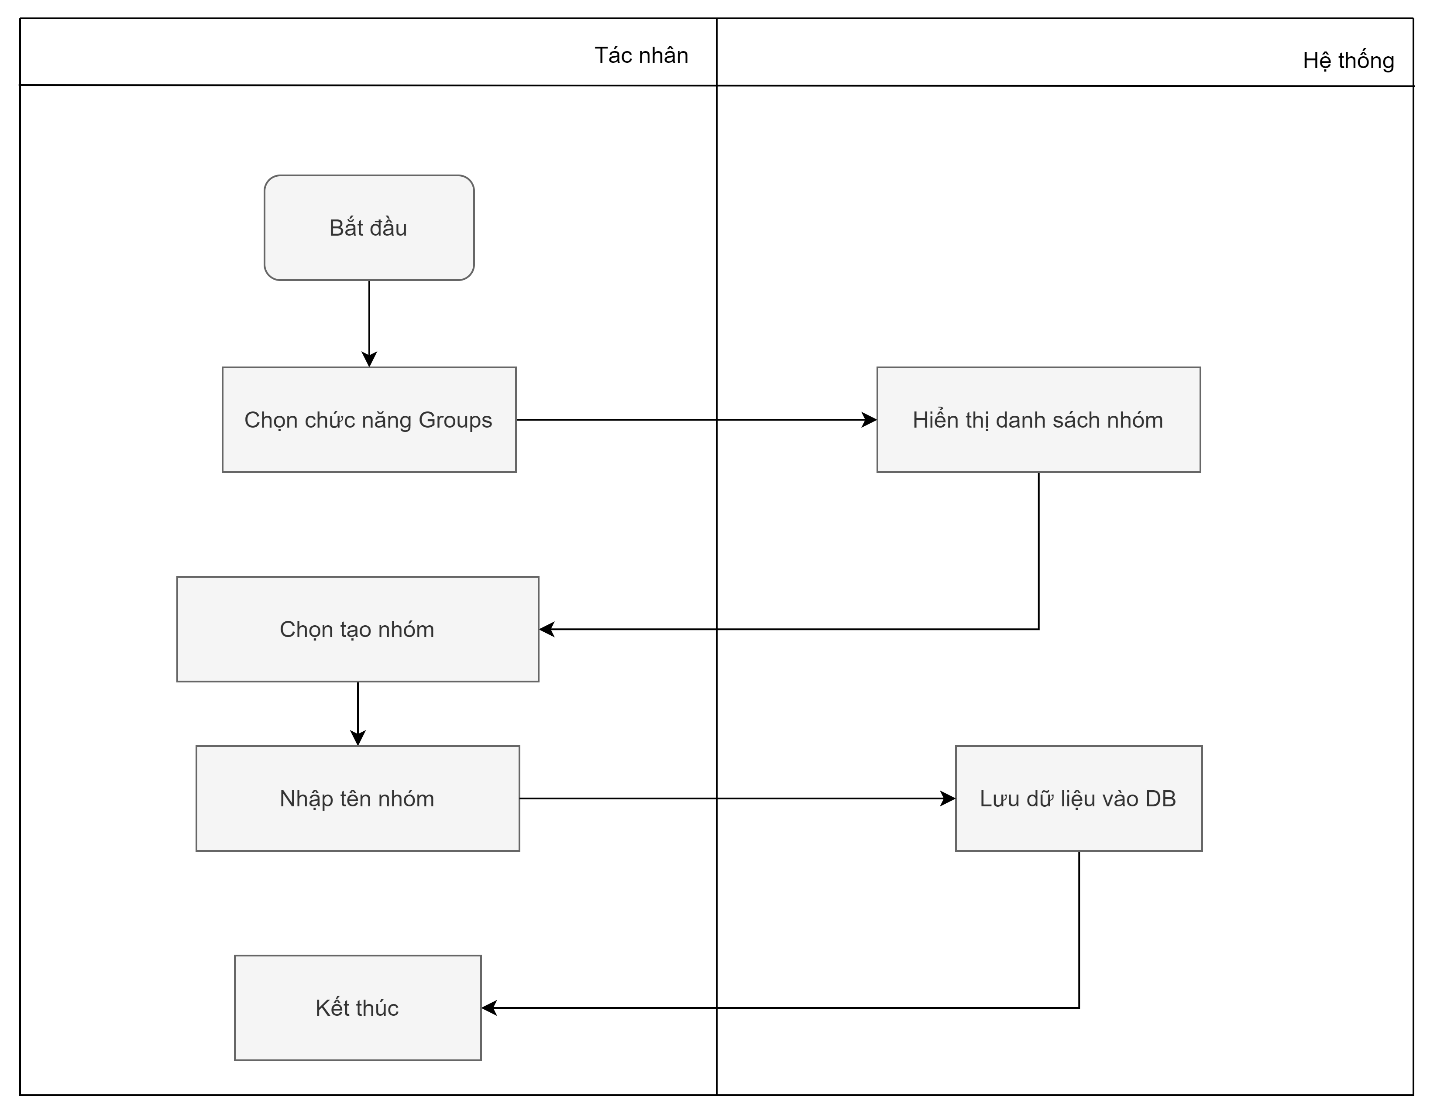 Tác nhân
Hệ thống
Bắt đầu
Chọn chức năng Groups
Hiển thị danh sách nhóm
Chọn tạo nhóm
Nhập tên nhóm
Lưu dữ liệu vào DB
Kết thúc